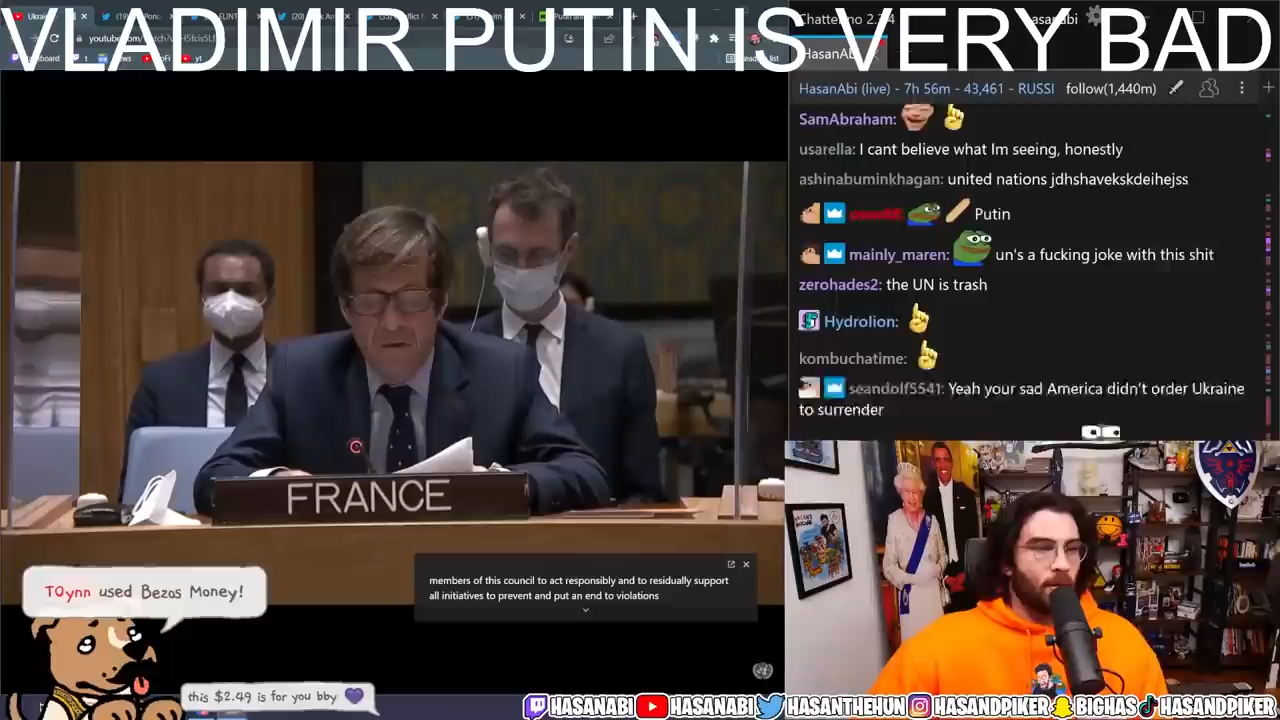 VLADIMIR PUTIN IS VERY BAD
Chatterino 2.
HasanAbi
HasanAbi (live) - 7h 56m - 43,461 - RUSSI follow(1,440m)
SamAbraham:
usarella: I cant believe what Im seeing, honestly
ashinabuminkhagan: united nations jdhshavekskdeihejss
Putin
mainly_maren: un's a fucking joke with this shit
zerohades2: the UN is trash
Hydrolion:
kombuchatime:
seandolf5541: Yeah your sad America didn't order Ukraine
to surrender
FRANCE
members of this council to act responsibly and to residually support
all initiatives to prevent and put an end to violations
T0ynn used Bezos Money!
this $2.49 is for you bby
HASANABI HASANABI HASANTHEHUN HASANDPIKER BIGHAS HASANDPIKER